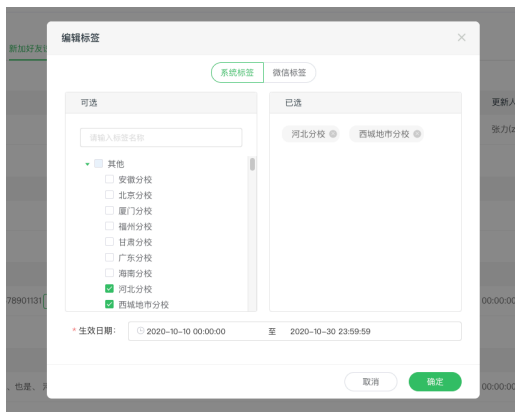 编辑标签
新加好友
系统标签 微信标签
可选
已选
更新人
请输入标签名称
河北分校
西城地市分校
张力(z
其他
安徽分校
北京分校
厦门分校
福州分校
甘肃分校
广东分校
海南分校
河北分校
西城地市分校
78901131
00:00:00
* 生效日期： 2020-10-10 00:00:00 至 2020-10-30 23:59:59
取消 确定
、也是、
00:00:00